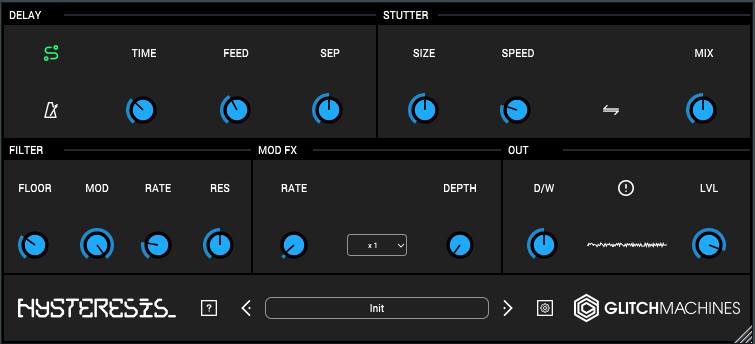 DELAY STUTTER
TIME FEED SEP SIZE SPEED MIX
FILTER MOD FX OUT
FLOOR MOD RATE RES RATE DEPTH D/W LVL
x 1
HYSTERESIS_ ? Init GLITCHMACHINES